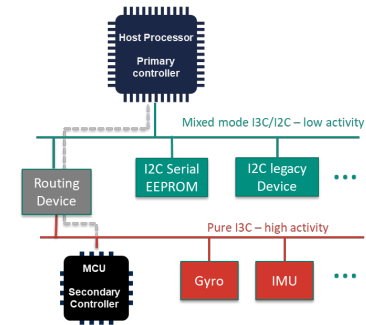 Host Processor
Primary
controller
Mixed mode I3C/I2C – low activity
I2C Serial
EEPROM
I2C legacy
Device
Routing
Device
Pure I3C – high activity
MCU
Secondary
Controller
Gyro
IMU